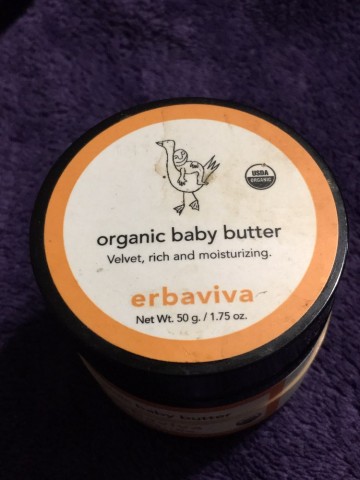 USDA
ORGANIC
organic baby butter
Velvet, rich and moisturizing.
erbaviva
Net Wt. 50 g. / 1.75 oz.
baby butter